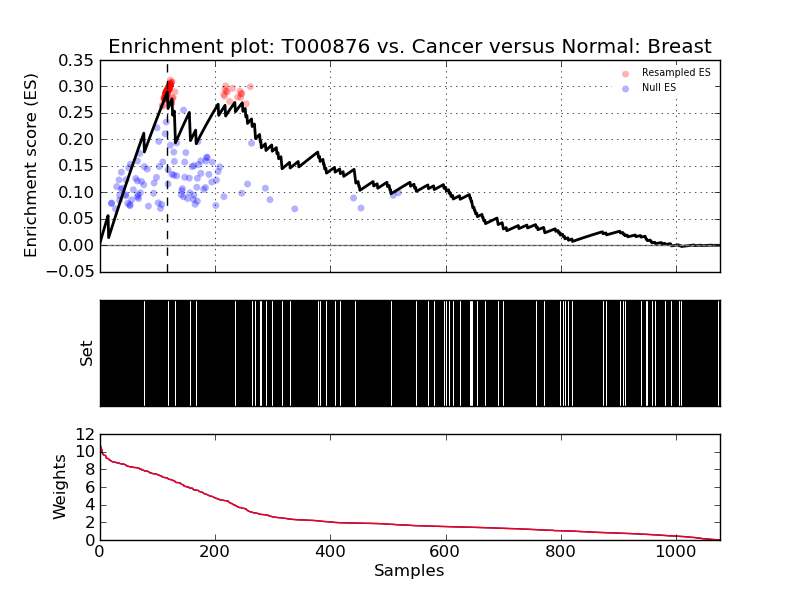 Enrichment plot: T000876 vs. Cancer versus Normal: Breast
Enrichment score (ES)
0.35
0.30
0.25
0.20
0.15
0.10
0.05
0.00
−0.05
Resampled ES
Null ES
Set
Weights
12
10
8
6
4
2
0
0 200 400 600 800 1000
Samples